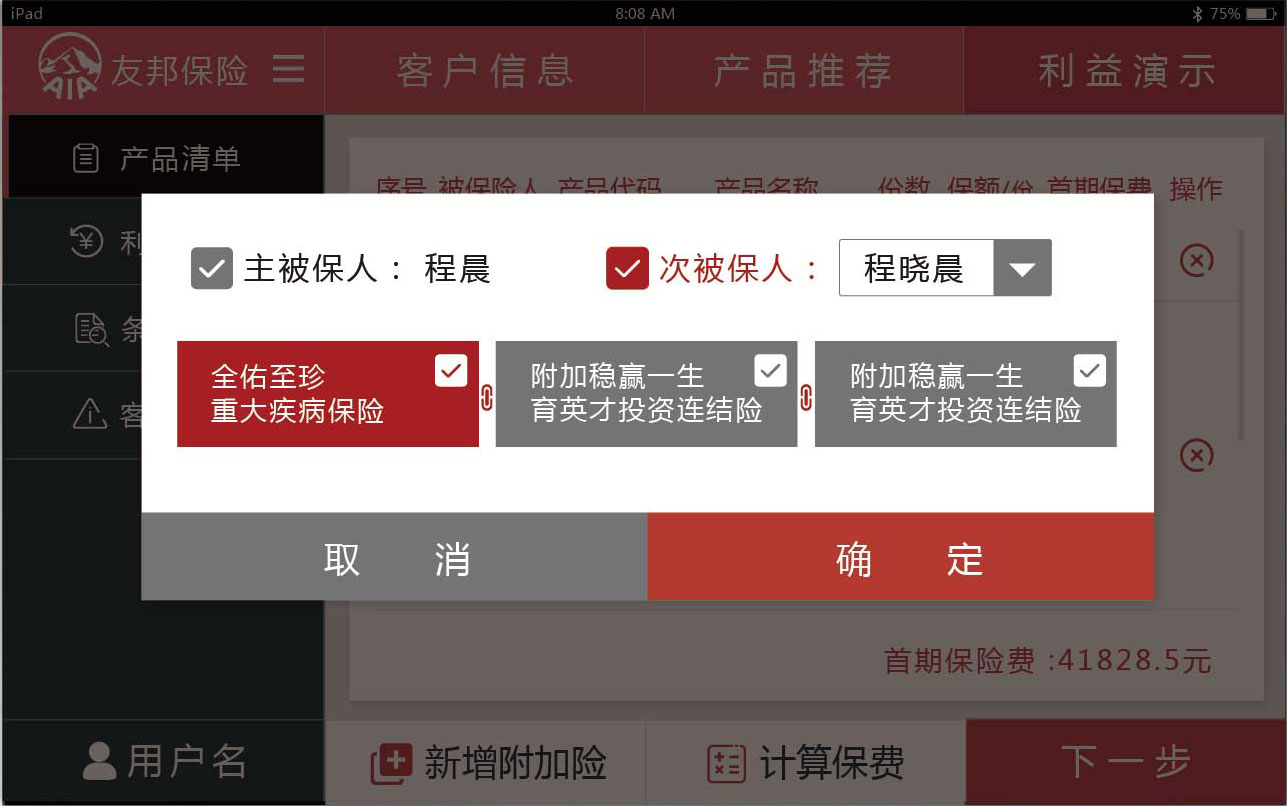 iPad
8:08 AM
75%
AIA
友邦保险
客户信息
产品推荐
利益演示
产品清单
利
条
客
序号 被保险人 产品代码 产品名称 份数 保额/份 首期保费 操作
主被保人： 程晨
次被保人： 程晓晨
全佑至珍
重大疾病保险
附加稳赢一生
育英才投资连结险
附加稳赢一生
育英才投资连结险
取 消
确 定
首期保险费 :41828.5元
用户名
新增附加险
计算保费
下一步